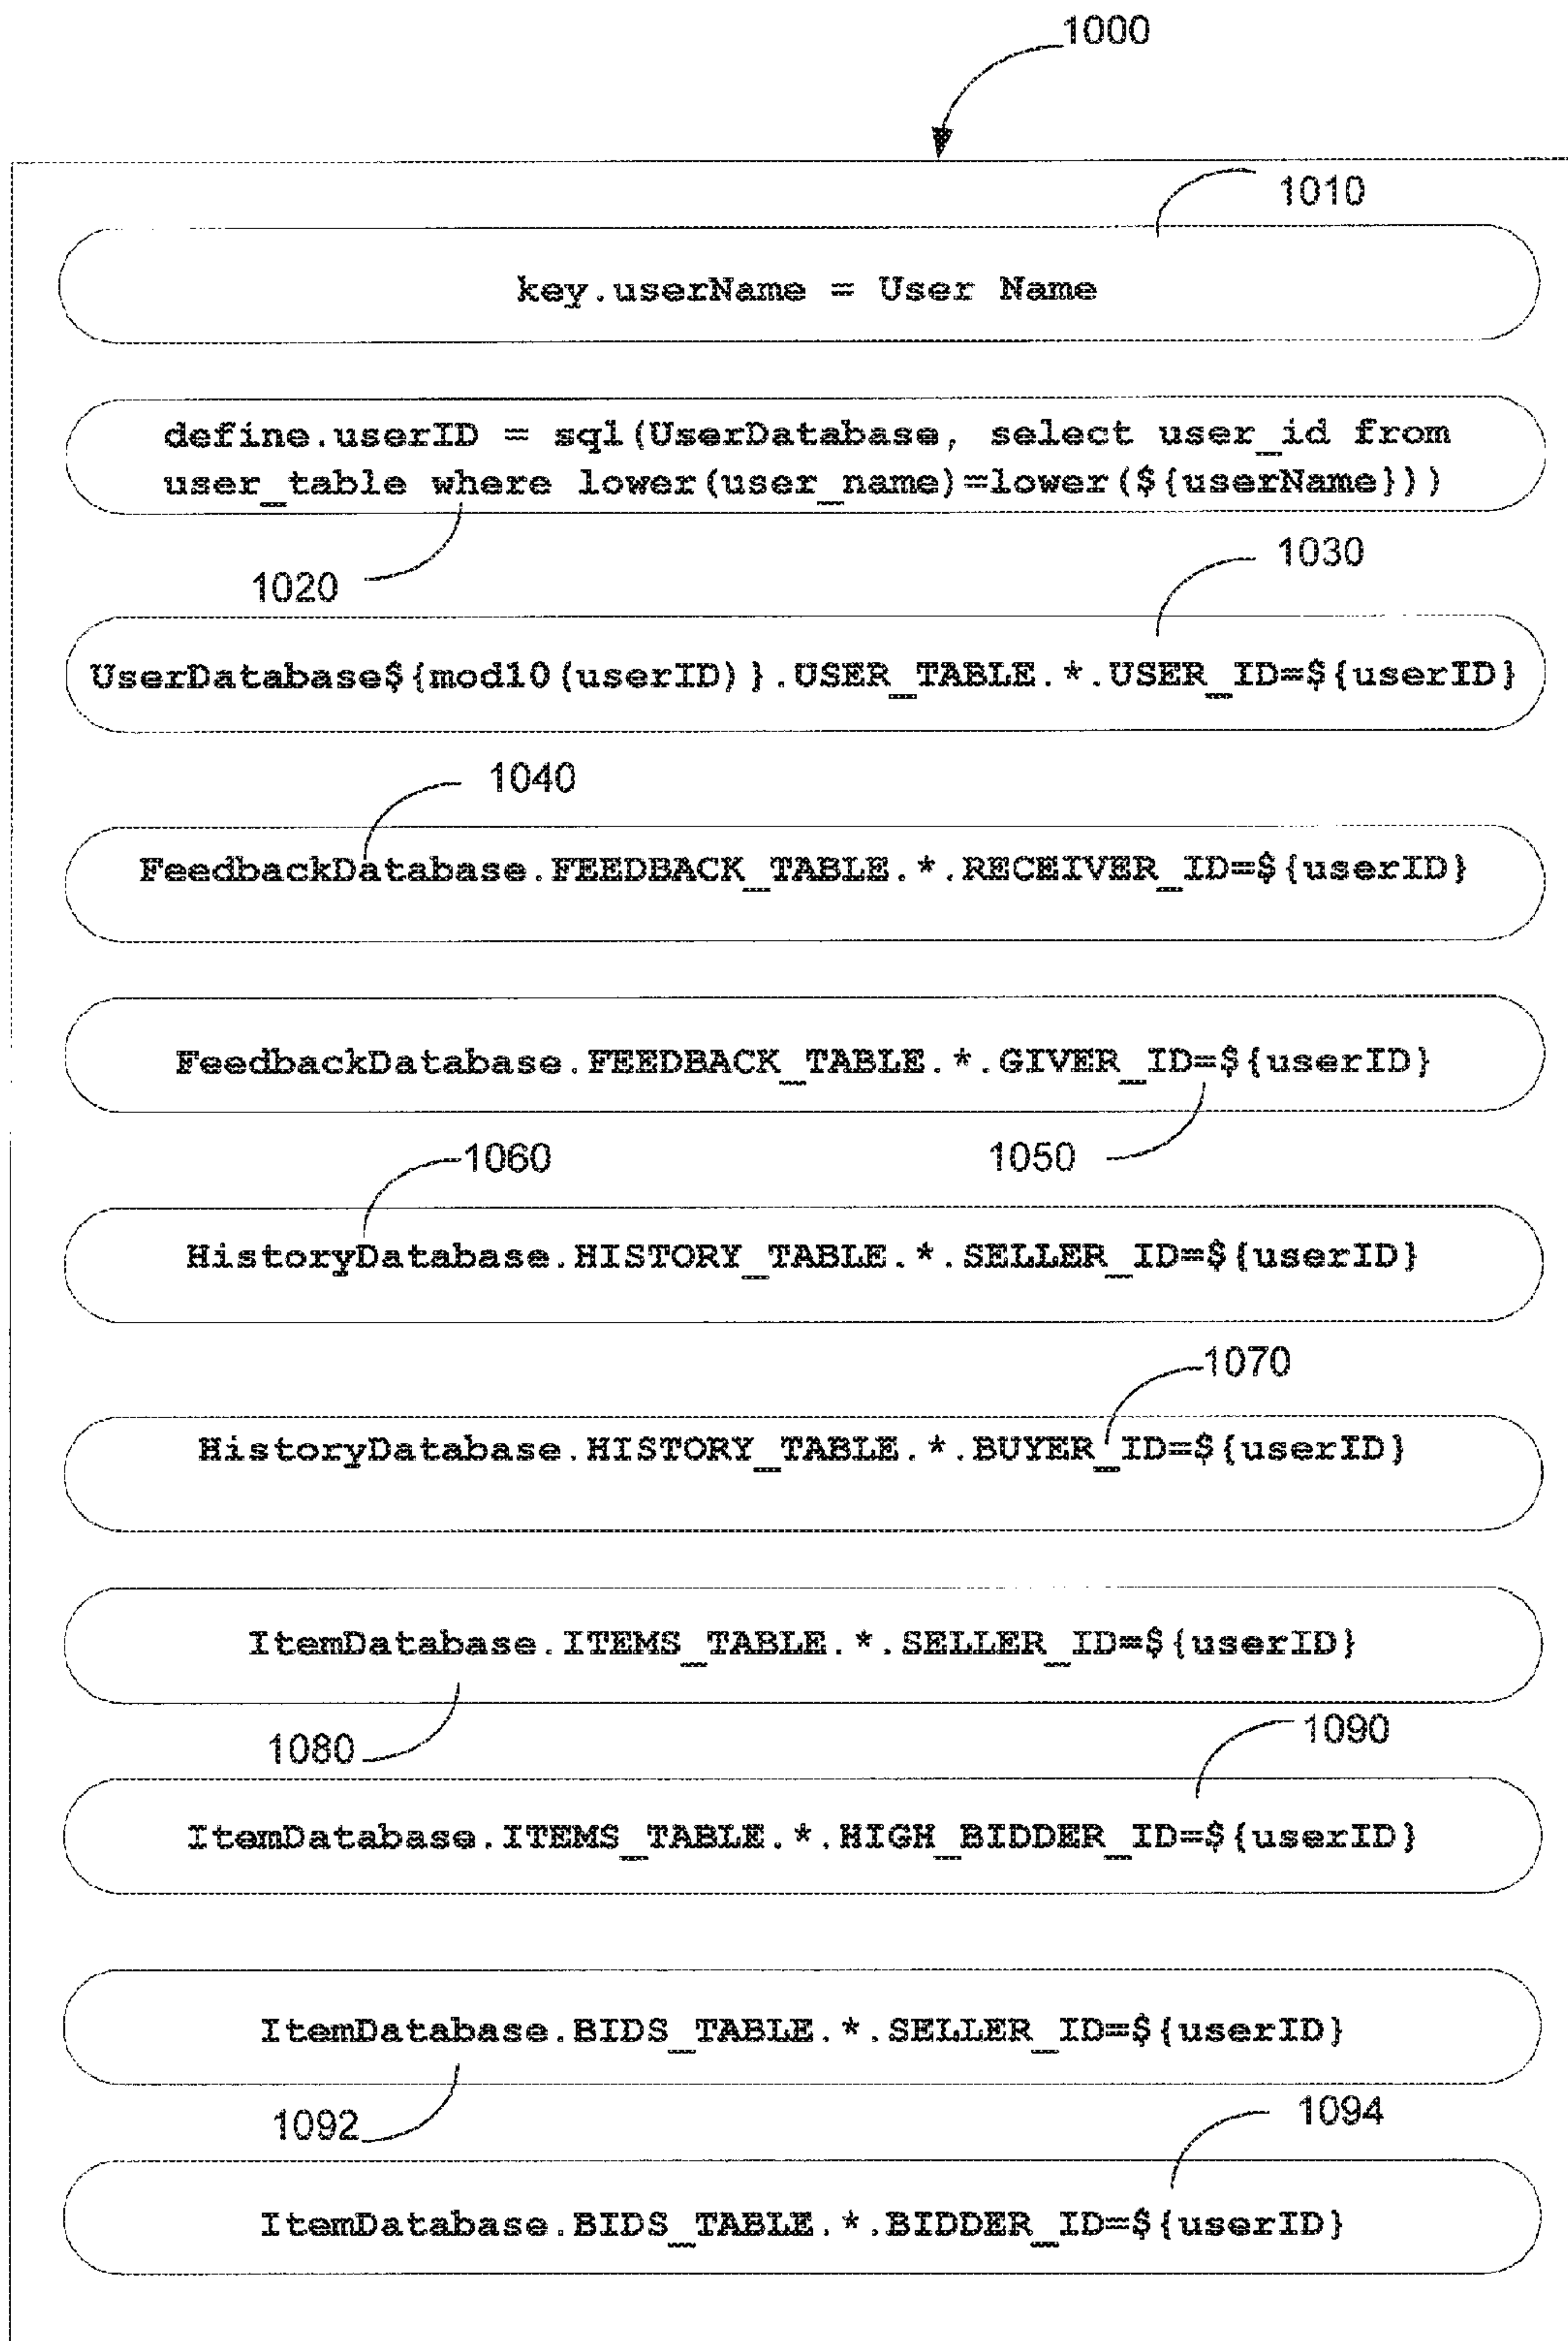 1000
1010
key.userName = User Name
define.userID = sql(UserDatabase, select user_id from
user_table where lower(user_name)=lower(${userName}))
1020
1030
UserDatabase${mod10(userID)}.USER_TABLE.*.USER_ID=${userID}
1040
FeedbackDatabase.FEEDBACK_TABLE.*.RECEIVER_ID=${userID}
FeedbackDatabase.FEEDBACK_TABLE.*.GIVER_ID=${userID}
1060
1050
HistoryDatabase.HISTORY_TABLE.*.SELLER_ID=${userID}
1070
HistoryDatabase.HISTORY_TABLE.*.BUYER_ID=${userID}
ItemDatabase.ITEMS_TABLE.*.SELLER_ID=${userID}
1080
1090
ItemDatabase.ITEMS_TABLE.*.HIGH_BIDDER_ID=${userID}
ItemDatabase.BIDS_TABLE.*.SELLER_ID=${userID}
1092
1094
ItemDatabase.BIDS_TABLE.*.BIDDER_ID=${userID}